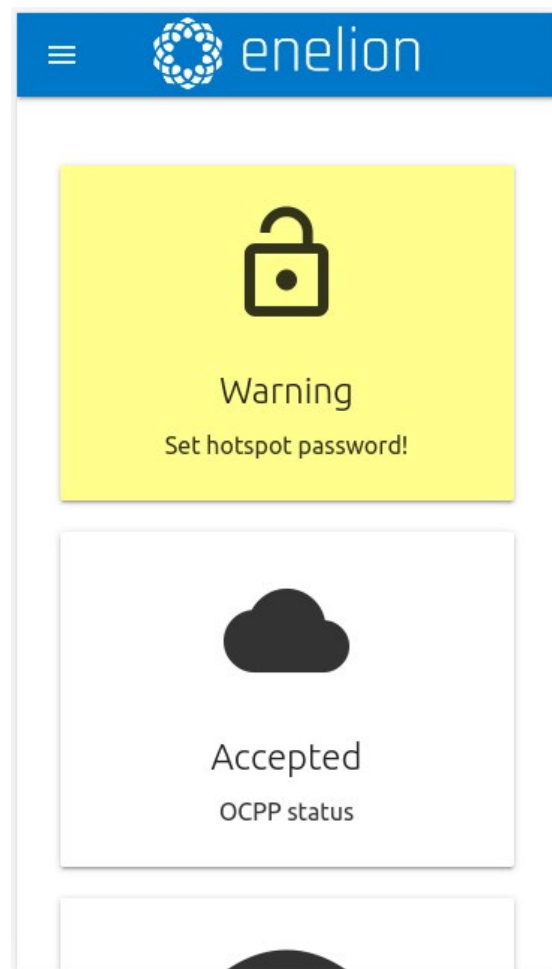 enelion
Warning
Set hotspot password!
Accepted
OCPP status